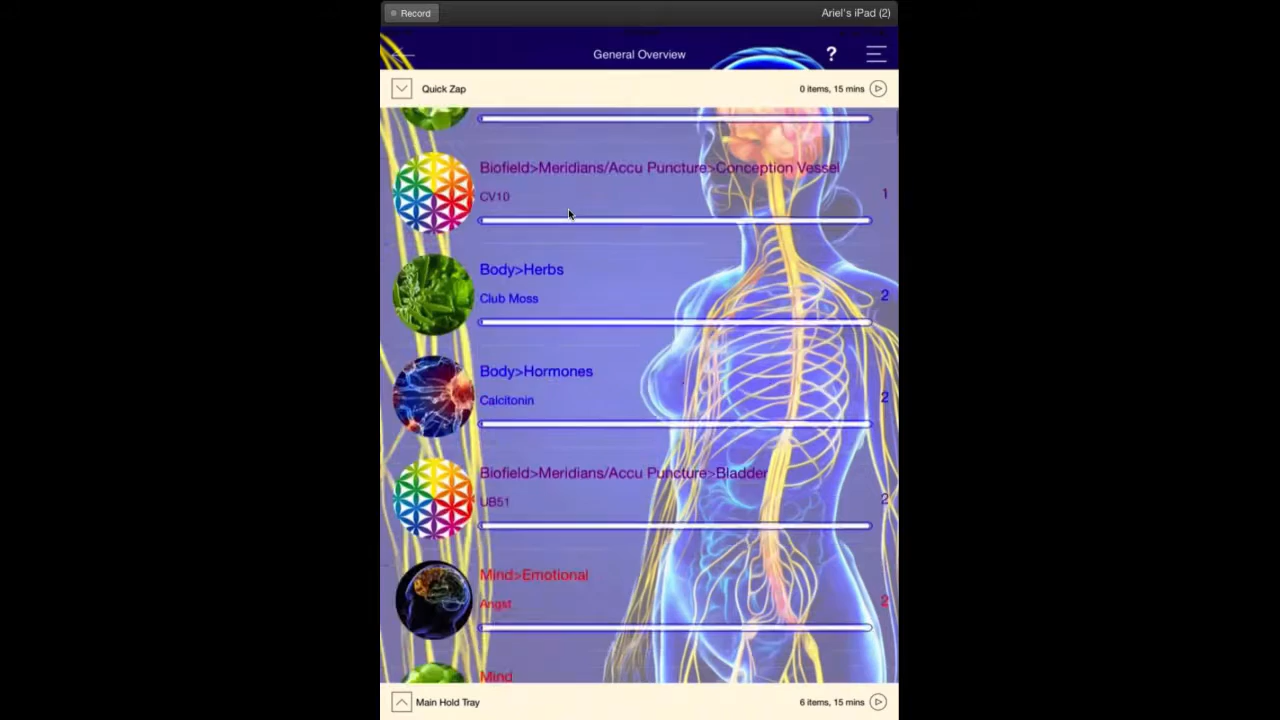 Record
Ariel's iPad (2)
General Overview
?
Quick Zap
0 items, 15 mins
Biofield>Meridians/Accu Puncture>Conception Vessel
CV10
1
Body>Herbs
Club Moss
2
Body>Hormones
Calcitonin
2
Biofield>Meridians/Accu Puncture>Bladder
UB51
2
Mind>Emotional
Angst
2
Mind
Main Hold Tray
6 items, 15 mins